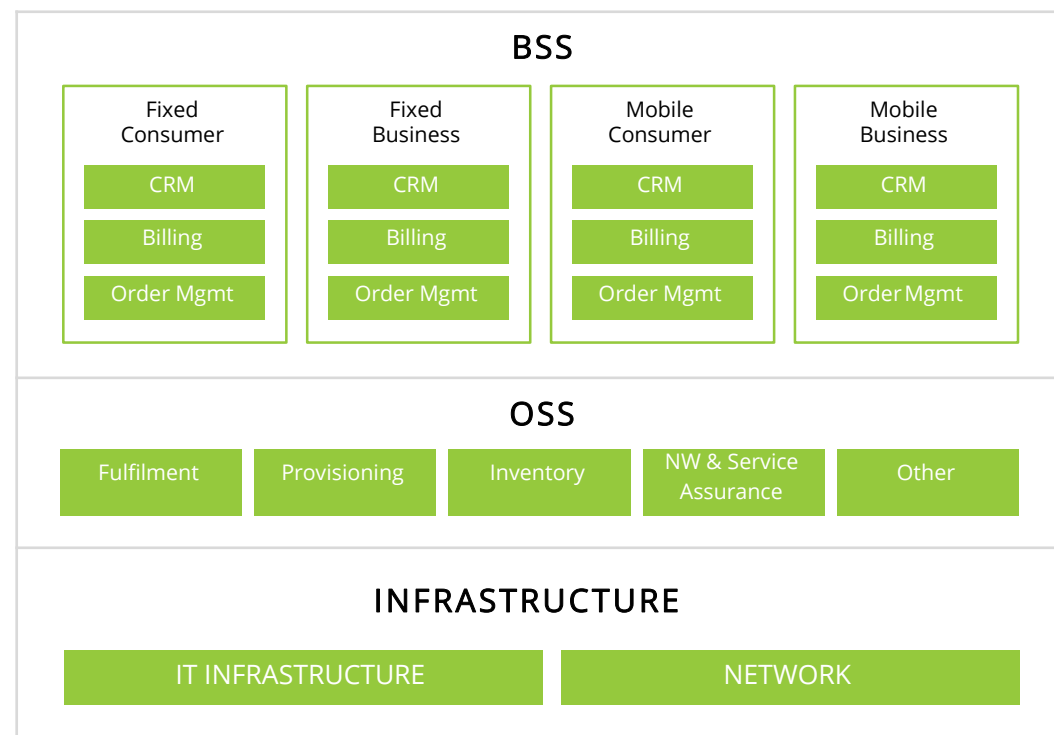 BSS
Fixed
Consumer
CRM
Billing
Order Mgmt
Fixed
Business
CRM
Billing
Order Mgmt
Mobile
Consumer
CRM
Billing
Order Mgmt
Mobile
Business
CRM
Billing
Order Mgmt
OSS
Fulfilment
Provisioning
Inventory
NW & Service
Assurance
Other
INFRASTRUCTURE
IT INFRASTRUCTURE
NETWORK